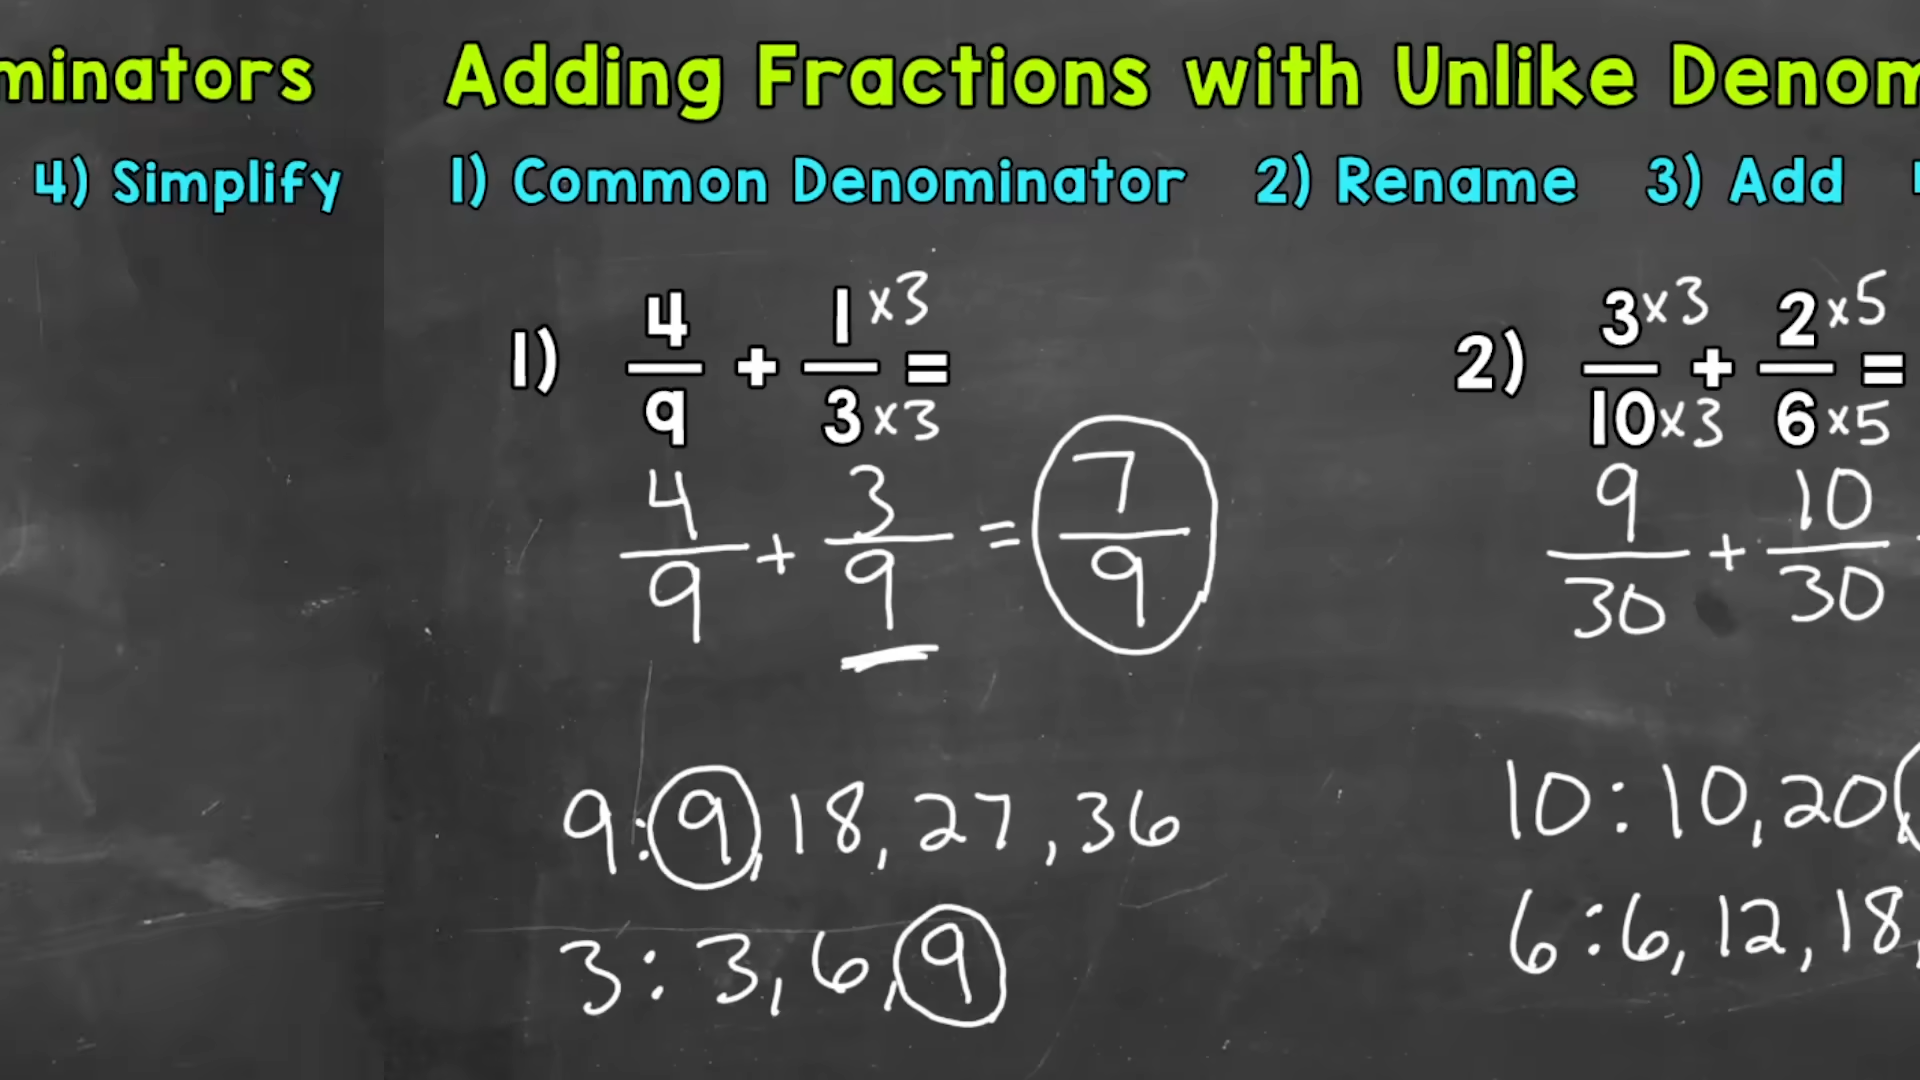 minators Adding Fractions with Unlike Denom
4) Simplify 1) Common Denominator 2) Rename 3) Add
1) 4/9 + 1/3 ×3 ×3 =
4/9 + 3/9 = 7/9
9: 9, 18, 27, 36
3: 3, 6, 9
2) 3/10 ×3 ×3 + 2/6 ×5 ×5 =
9/30 + 10/30
10: 10, 20
6: 6, 12, 18,